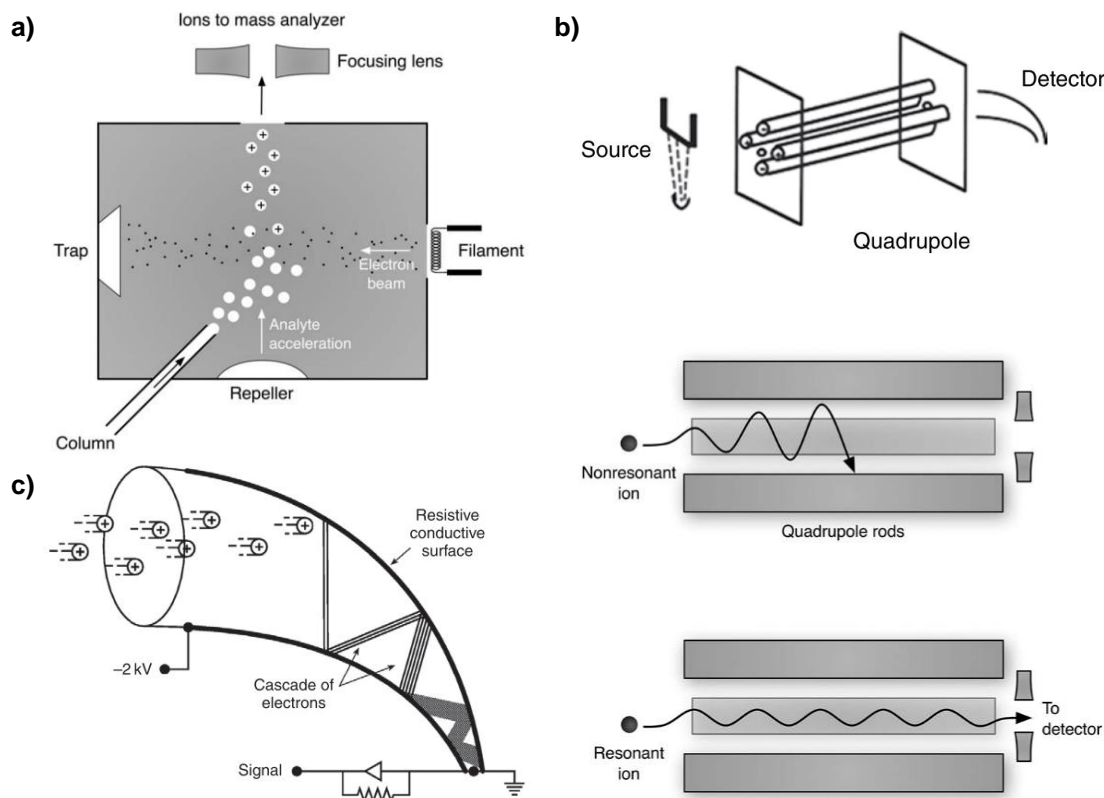 a)
Ions to mass analyzer
Focusing lens
Trap
Filament
Electron
beam
Analyte
acceleration
Repeller
Column
b)
Source
Detector
Quadrupole
Nonresonant
ion
Quadrupole rods
Resonant
ion
To
detector
c)
Resistive
conductive
surface
–2 kV
Cascade of
electrons
Signal